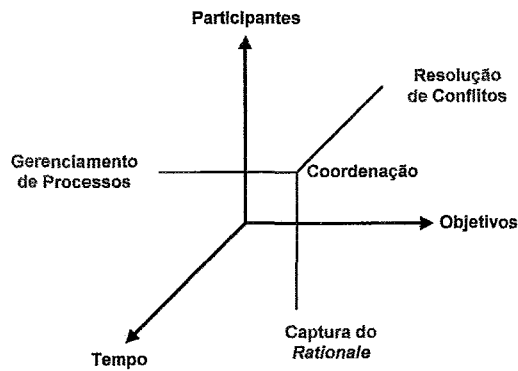 Participantes
Resolução
de Conflitos
Gerenciamento
de Processos
Coordenação
Objetivos
Captura do
Rationale
Tempo